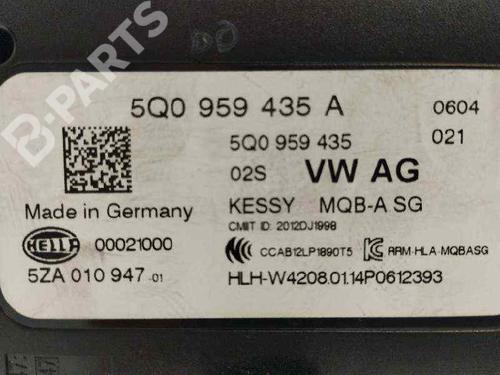 B-PARTS
5Q0 959 435 A
0604
5Q0 959 435
021
02S VW AG
Made in Germany
KESSY MQB-A SG
CMIIT ID: 2012DJ1998
HELLA 00021000
CCAB12LP1890T5
RRM-HLA-MQBASG
5ZA 010 947-01
HLH-W4208.01.14P0612393